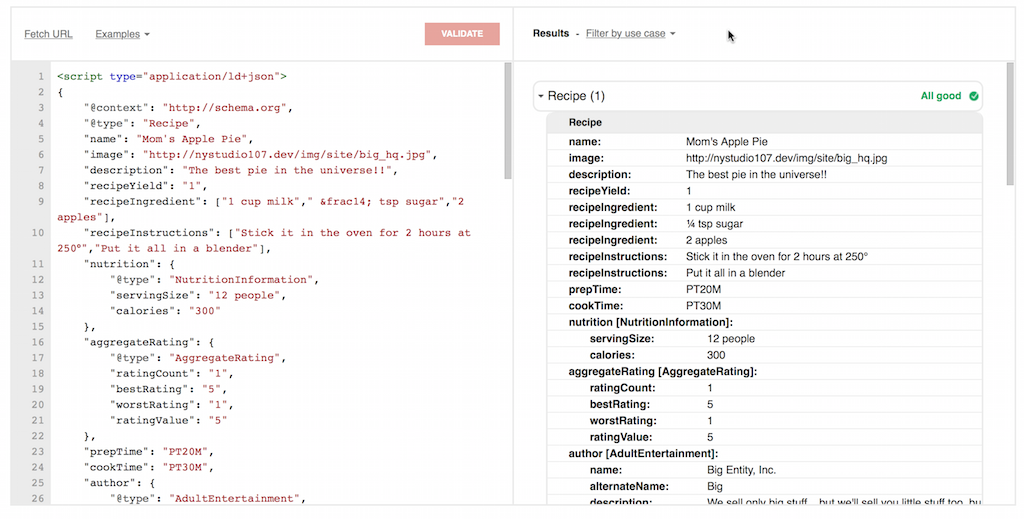 Fetch URL Examples VALIDATE
1 <script type="application/ld+json">
2 {
3 "@context": "http://schema.org",
4 "@type": "Recipe",
5 "name": "Mom's Apple Pie",
6 "image": "http://nystudio107.dev/img/site/big_hq.jpg",
7 "description": "The best pie in the universe!!",
8 "recipeYield": "1",
9 "recipeIngredient": ["1 cup milk"," &frac14; tsp sugar","2
apples"],
10 "recipeInstructions": ["Stick it in the oven for 2 hours at
250°","Put it all in a blender"],
11 "nutrition": {
12 "@type": "NutritionInformation",
13 "servingSize": "12 people",
14 "calories": "300"
15 },
16 "aggregateRating": {
17 "@type": "AggregateRating",
18 "ratingCount": "1",
19 "bestRating": "5",
20 "worstRating": "1",
21 "ratingValue": "5"
22 },
23 "prepTime": "PT20M",
24 "cookTime": "PT30M",
25 "author": {
26 "@type": "AdultEntertainment",
Results - Filter by use case
Recipe (1) All good
Recipe
name: Mom's Apple Pie
image: http://nystudio107.dev/img/site/big_hq.jpg
description: The best pie in the universe!!
recipeYield: 1
recipeIngredient: 1 cup milk
recipeIngredient: ¼ tsp sugar
recipeIngredient: 2 apples
recipeInstructions: Stick it in the oven for 2 hours at 250°
recipeInstructions: Put it all in a blender
prepTime: PT20M
cookTime: PT30M
nutrition [NutritionInformation]:
servingSize: 12 people
calories: 300
aggregateRating [AggregateRating]:
ratingCount: 1
bestRating: 5
worstRating: 1
ratingValue: 5
author [AdultEntertainment]:
name: Big Entity, Inc.
alternateName: Big
description: We sell only big stuff... but we'll sell you little stuff too, bu